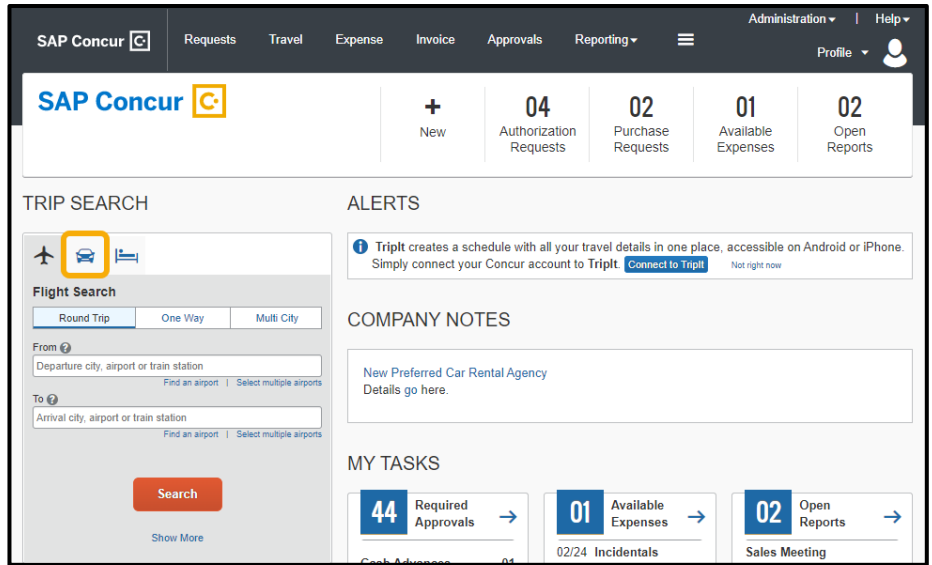 Administration | Help
SAP Concur C Requests Travel Expense Invoice Approvals Reporting
Profile
SAP Concur C
+ 04 02 01 02
New Authorization Requests Purchase Requests Available Expenses Open Reports
TRIP SEARCH
Flight Search
Round Trip One Way Multi City
From ?
Departure city, airport or train station
Find an airport | Select multiple airports
To ?
Arrival city, airport or train station
Find an airport | Select multiple airports
Search
Show More
ALERTS
i TripIt creates a schedule with all your travel details in one place, accessible on Android or iPhone.
Simply connect your Concur account to TripIt. Connect to TripIt Not right now
COMPANY NOTES
New Preferred Car Rental Agency
Details go here.
MY TASKS
44 Required Approvals →
Cash Advances 01
01 Available Expenses →
02/24 Incidentals
02 Open Reports →
Sales Meeting